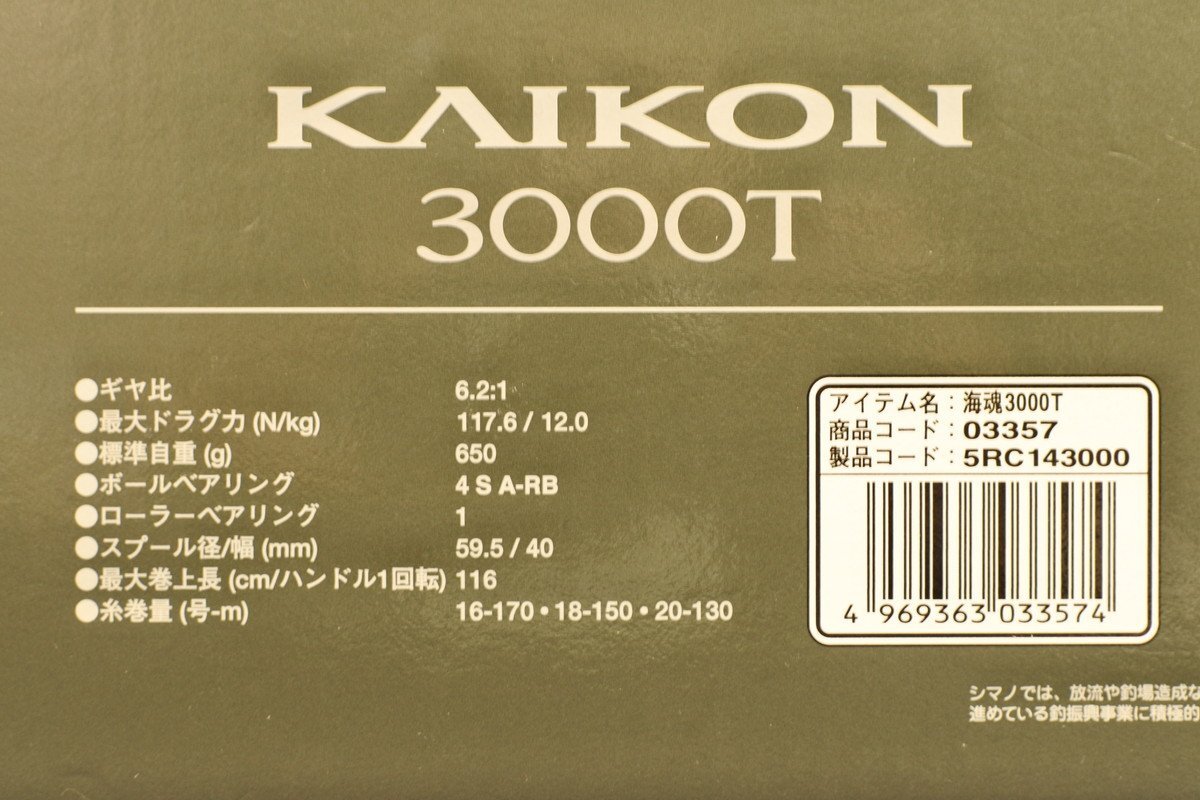 KAIKON
3000T
●ギヤ比 6.2:1
●最大ドラグ力 (N/kg) 117.6 / 12.0
●標準自重 (g) 650
●ボールベアリング 4 S A-RB
●ローラーベアリング 1
●スプール径/幅 (mm) 59.5 / 40
●最大巻上長 (cm/ハンドル1回転) 116
●糸巻量 (号-m) 16-170・18-150・20-130
アイテム名：海魂3000T
商品コード：03357
製品コード：5RC143000
4 969363 033574
シマノでは、放流や釣場造成な
進めている釣振興事業に積極的